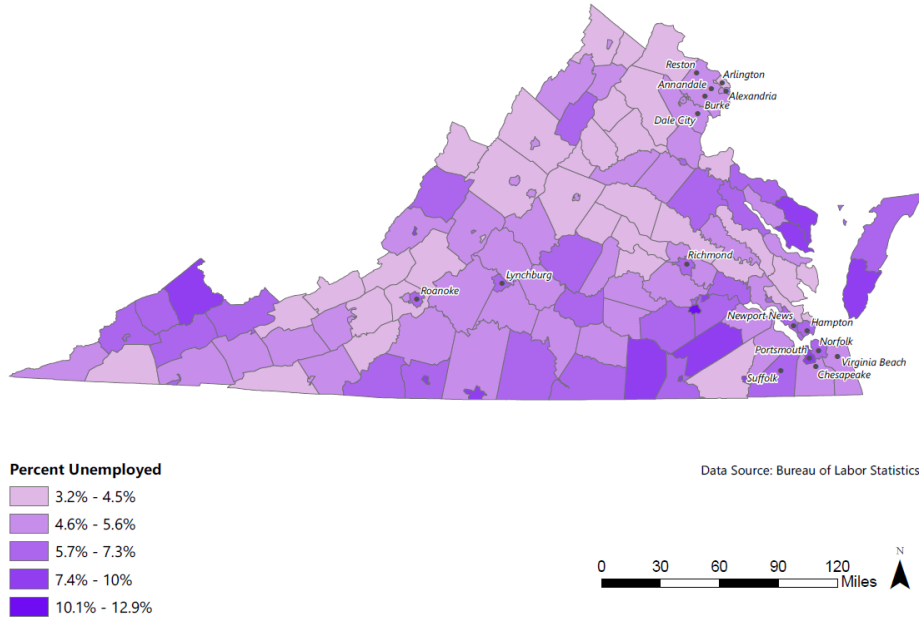 Reston
Arlington
Annandale
Alexandria
Burke
Dale City
Richmond
Lynchburg
Roanoke
Newport News
Hampton
Norfolk
Portsmouth
Virginia Beach
Suffolk
Chesapeake
Percent Unemployed
Data Source: Bureau of Labor Statistics
3.2% - 4.5%
4.6% - 5.6%
5.7% - 7.3%
7.4% - 10%
10.1% - 12.9%
N
0 30 60 90 120
Miles